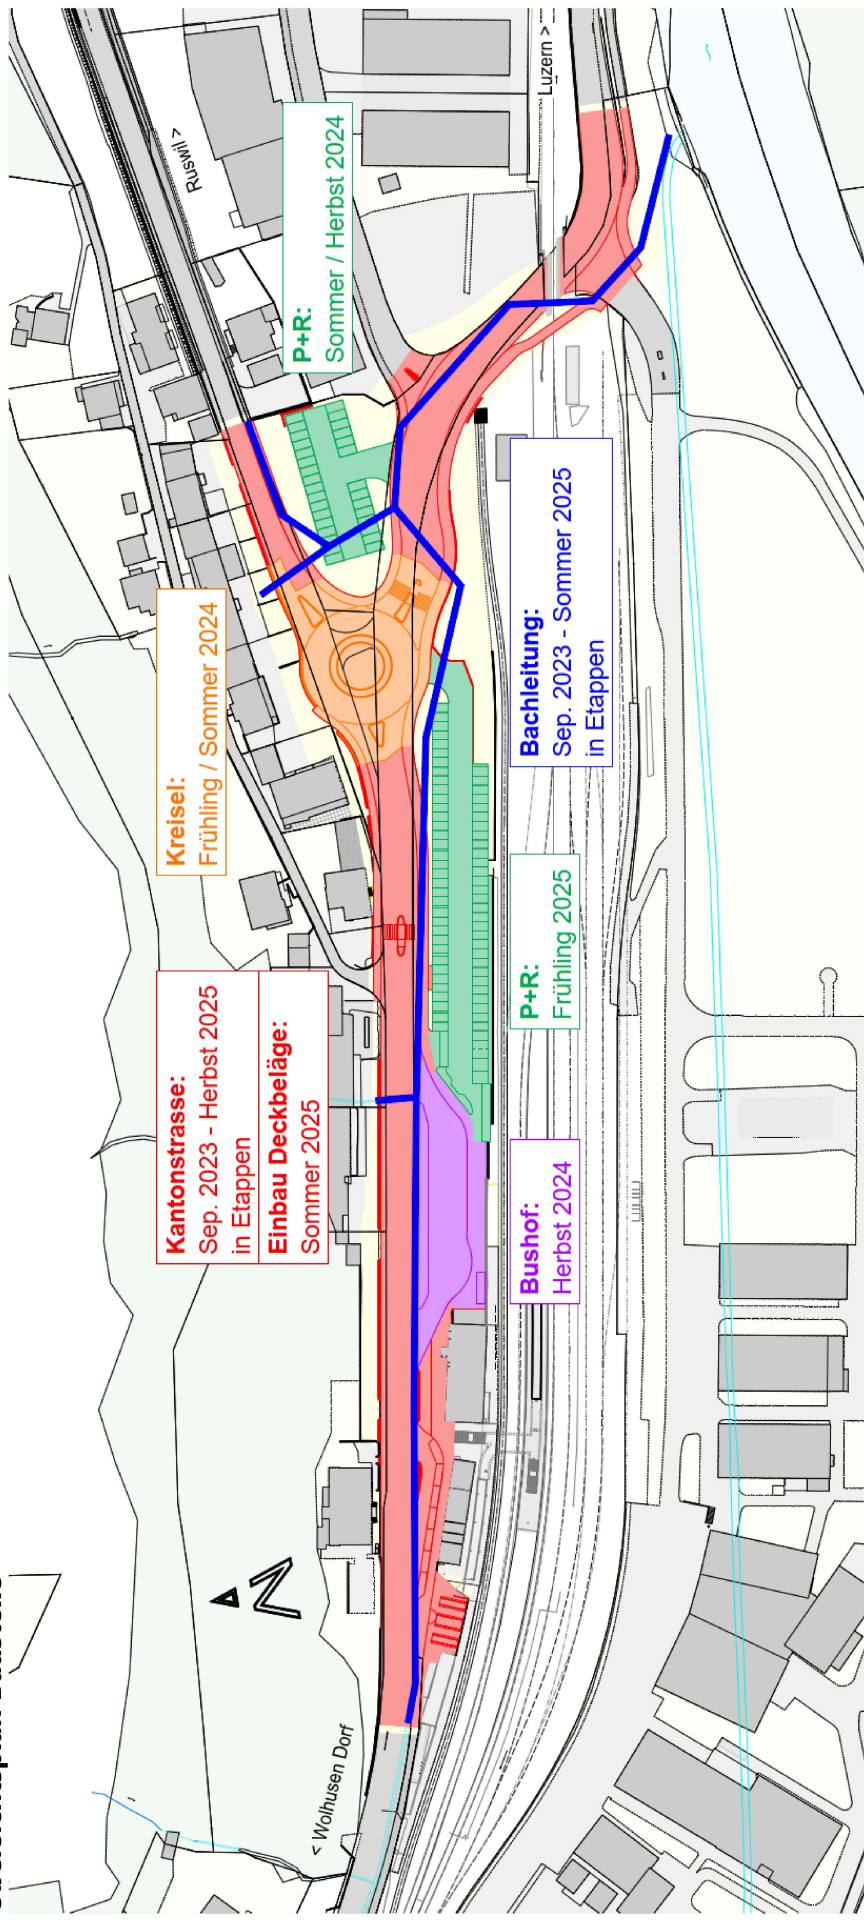 Kantonstrasse:
Sep. 2023 - Herbst 2025
in Etappen
Einbau Deckbeläge:
Sommer 2025
Kreisel:
Frühling / Sommer 2024
P+R:
Sommer / Herbst 2024
Ruswil >
Luzern >
< Wolhusen Dorf
N
Bushof:
Herbst 2024
P+R:
Frühling 2025
Bachleitung:
Sep. 2023 - Sommer 2025
in Etappen